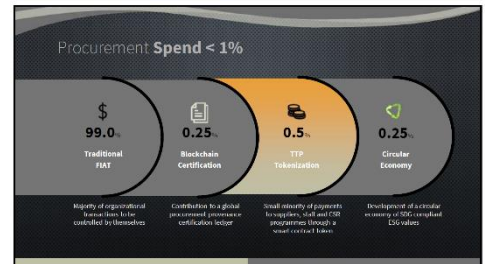 Procurement Spend < 1%
$
99.0%
Traditional
FIAT
Majority of organizational
transactions to be
controlled by themselves
0.25%
Blockchain
Certification
Contribution to a global
procurement provenance
certification ledger
0.5%
TTP
Tokenization
Small minority of payments
to suppliers, staff and CSR
programmes through a
smart contract token
0.25%
Circular
Economy
Development of a circular
economy of SDG compliant
ESG values